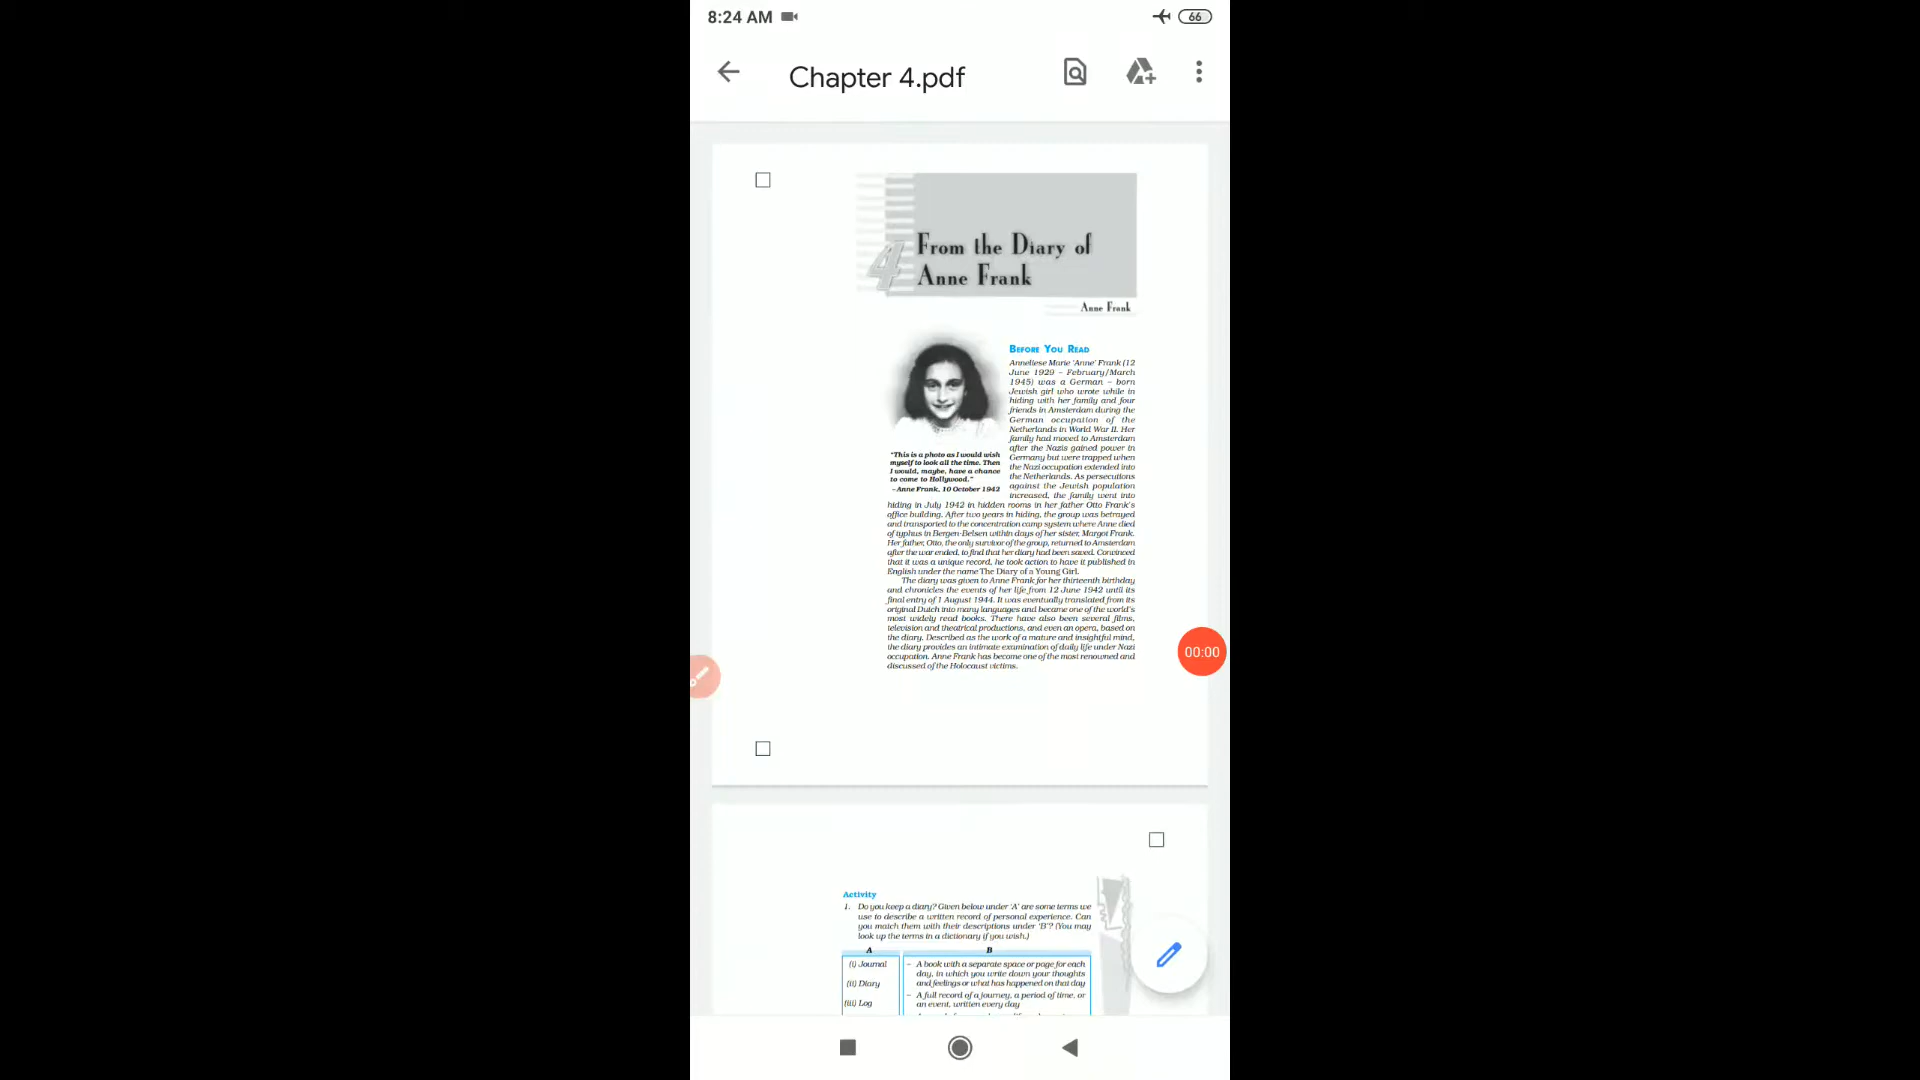 8:24 AM
66
Chapter 4.pdf
4
From the Diary of
Anne Frank
Anne Frank
BEFORE YOU READ
Anneliese Marie 'Anne' Frank (12
June 1929 – February/March
1945) was a German – born
Jewish girl who wrote while in
hiding with her family and four
friends in Amsterdam during the
German occupation of the
Netherlands in World War II. Her
family had moved to Amsterdam
after the Nazis gained power in
Germany but were trapped when
the Nazi occupation extended into
the Netherlands. As persecutions
against the Jewish population
increased, the family went into
"This is a photo as I would wish
myself to look all the time. Then
I would, maybe, have a chance
to come to Hollywood."
– Anne Frank, 10 October 1942
hiding in July 1942 in hidden rooms in her father Otto Frank's
office building. After two years in hiding, the group was betrayed
and transported to the concentration camp system where Anne died
of typhus in Bergen-Belsen within days of her sister, Margot Frank.
Her father, Otto, the only survivor of the group, returned to Amsterdam
after the war ended, to find that her diary had been saved. Convinced
that it was a unique record, he took action to have it published in
English under the name The Diary of a Young Girl.
The diary was given to Anne Frank for her thirteenth birthday
and chronicles the events of her life from 12 June 1942 until its
final entry of 1 August 1944. It was eventually translated from its
original Dutch into many languages and became one of the world's
most widely read books. There have also been several films,
television and theatrical productions, and even an opera, based on
the diary. Described as the work of a mature and insightful mind,
the diary provides an intimate examination of daily life under Nazi
occupation. Anne Frank has become one of the most renowned and
discussed of the Holocaust victims.
00:00
Activity
1. Do you keep a diary? Given below under 'A' are some terms we
use to describe a written record of personal experience. Can
you match them with their descriptions under 'B'? (You may
look up the terms in a dictionary if you wish.)
A B
(i) Journal – A book with a separate space or page for each
day, in which you write down your thoughts
(ii) Diary and feelings or what has happened on that day
– A full record of a journey, a period of time, or
(iii) Log an event, written every day